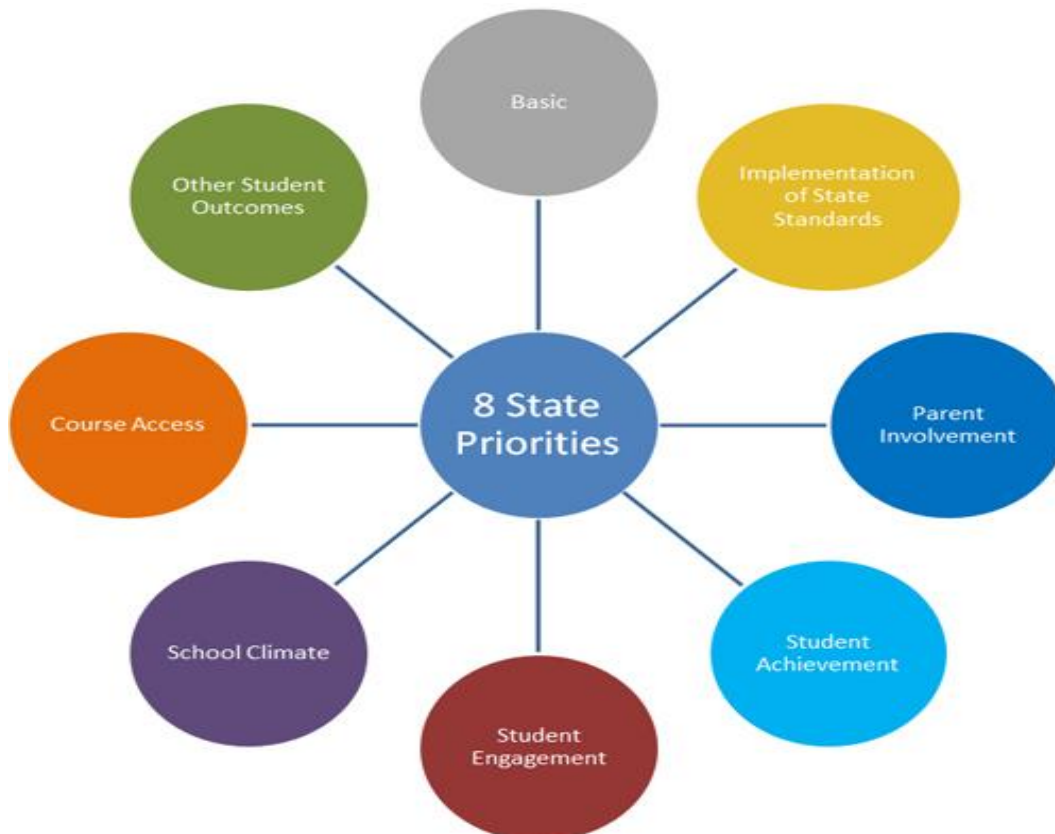 Basic
Implementation
of State
Standards
Parent
Involvement
Student
Achievement
Student
Engagement
School Climate
Course Access
Other Student
Outcomes
8 State
Priorities